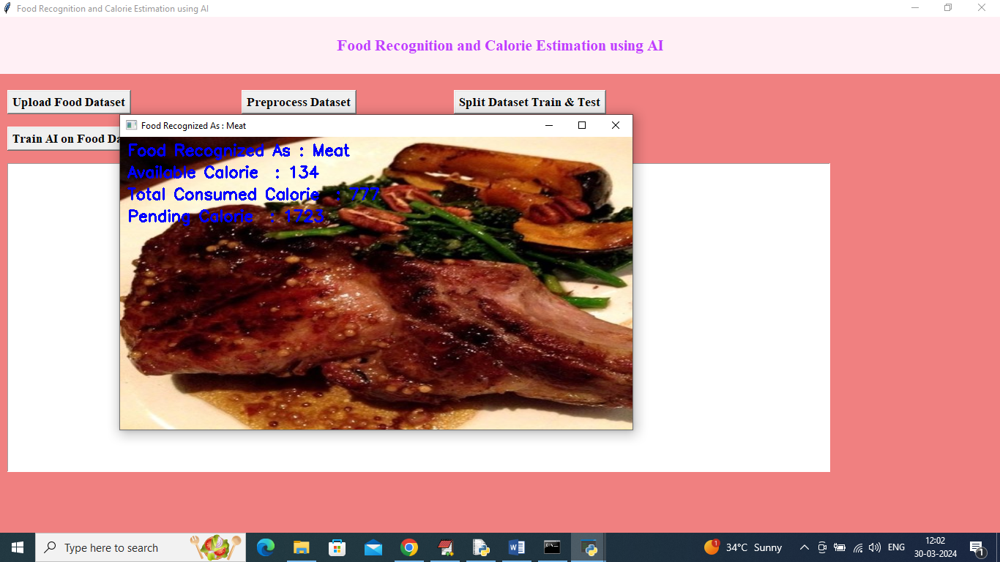 Food Recognition and Calorie Estimation using AI
Food Recognition and Calorie Estimation using AI
Upload Food Dataset
Preprocess Dataset
Split Dataset Train & Test
Train AI on Food Da
Food Recognized As : Meat
Food Recognized As : Meat
Available Calorie : 134
Total Consumed Calorie : 777
Pending Calorie : 1723
Type here to search
1
34°C Sunny
ENG
12:02
30-03-2024
1